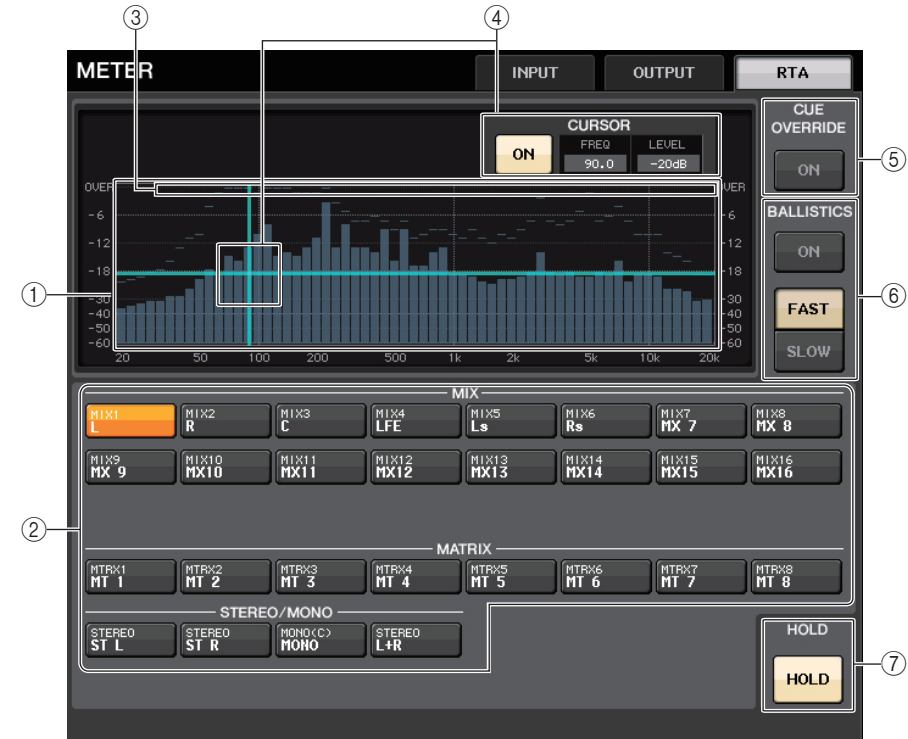 ③ ④
METER INPUT OUTPUT RTA
CURSOR
ON FREQ LEVEL
90.0 -20dB
CUE
OVERRIDE
ON
⑤
OVER VER
-6 -6
-12 -12
-18 -18
-30 -30
-40 -40
-50 -50
-60 -60
20 50 100 200 500 1k 2k 5k 10k 20k
①
BALLISTICS
ON
FAST
SLOW
⑥
MIX
MIX1 MIX2 MIX3 MIX4 MIX5 MIX6 MIX7 MIX8
L R C LFE Ls Rs MX 7 MX 8
MIX9 MIX10 MIX11 MIX12 MIX13 MIX14 MIX15 MIX16
MX 9 MX10 MX11 MX12 MX13 MX14 MX15 MX16
②
MATRIX
MTRX1 MTRX2 MTRX3 MTRX4 MTRX5 MTRX6 MTRX7 MTRX8
MT 1 MT 2 MT 3 MT 4 MT 5 MT 6 MT 7 MT 8
STEREO/MONO
STEREO STEREO MONO(C) STEREO
ST L ST R MONO L+R
HOLD
HOLD
⑦